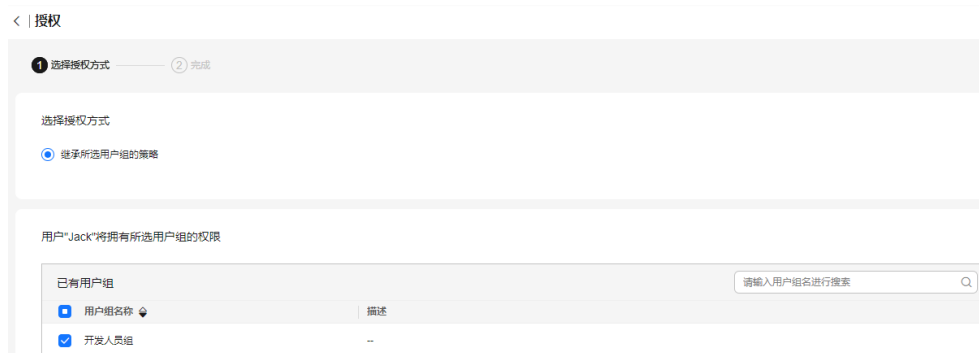 授权
1 选择授权方式 2 完成
选择授权方式
继承所选用户组的策略
用户“Jack”将拥有所选用户组的权限
已有用户组 请输入用户组名进行搜索
用户组名称 描述
开发人员组 --